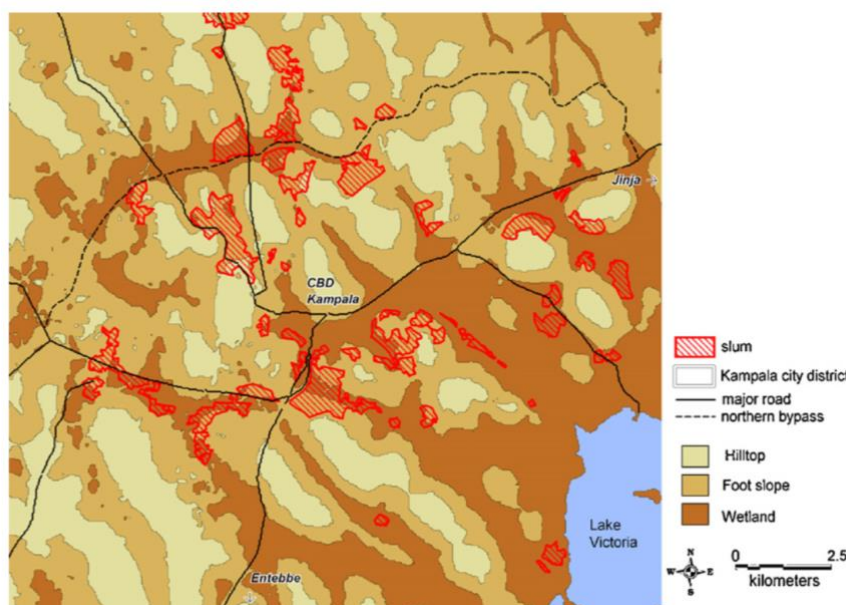 Jinja
CBD
Kampala
slum
Kampala city district
major road
northern bypass
Hilltop
Foot slope
Wetland
Lake
Victoria
N
W E
S
0 2.5
kilometers
Entebbe